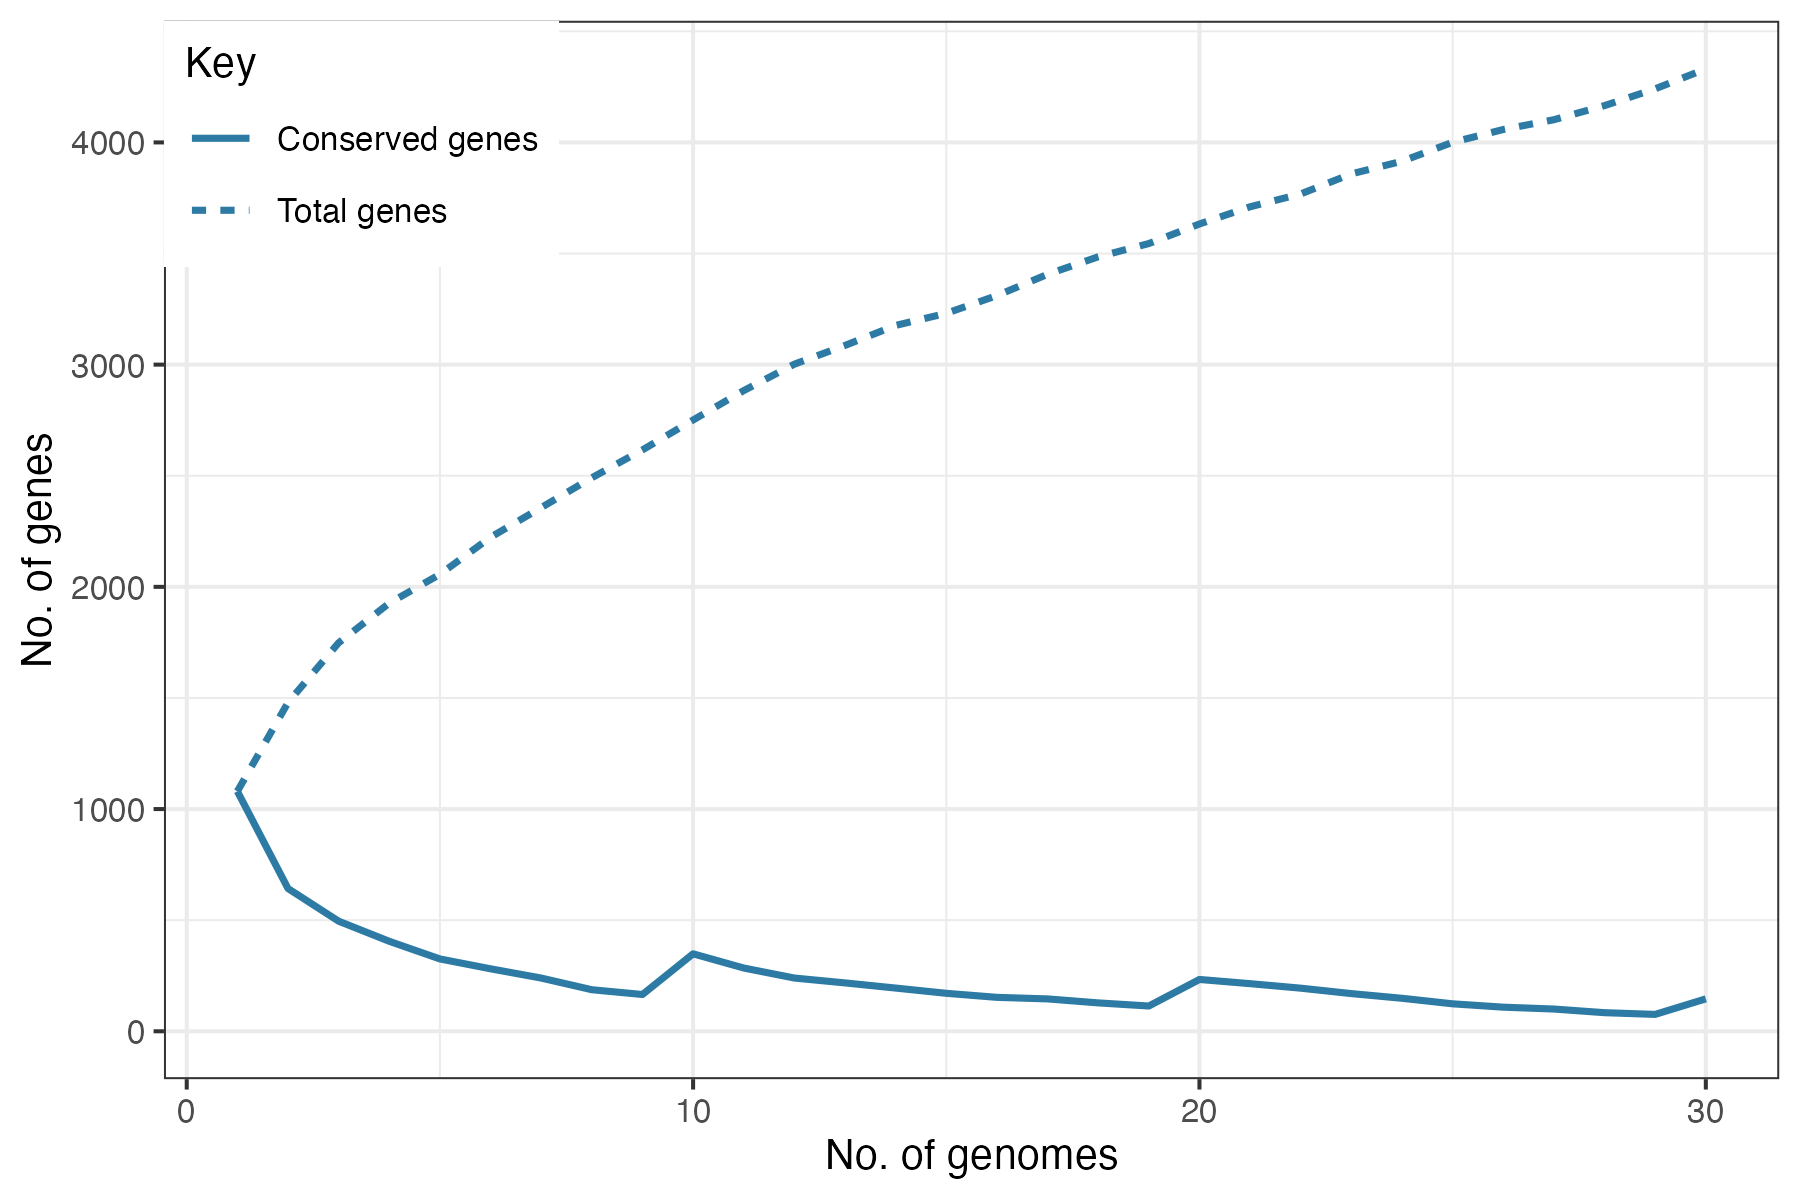 Key
Conserved genes
Total genes
4000
3000
2000
1000
0
No. of genes
0 10 20 30
No. of genomes